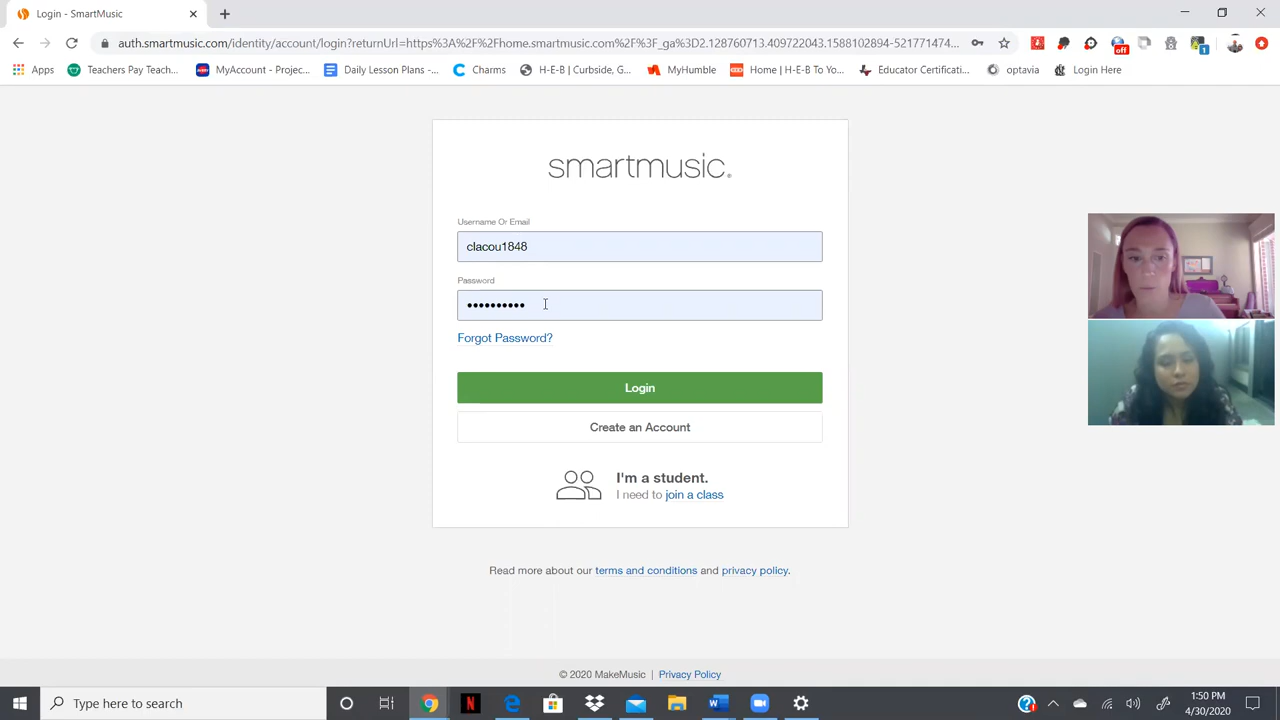 Login - SmartMusic
auth.smartmusic.com/identity/account/login?returnUrl=https%3A%2F%2Fhome.smartmusic.com%2F%3F_ga%3D2.128760713.409722043.1588102894-521771474...
Apps
Teachers Pay Teach...
MyAccount - Projec...
Daily Lesson Plans -...
Charms
H-E-B | Curbside, G...
MyHumble
Home | H-E-B To Yo...
Educator Certificati...
optavia
Login Here
off
1
smartmusic.
Username Or Email
clacou1848
Password
Forgot Password?
Login
Create an Account
I'm a student.
I need to join a class
Read more about our terms and conditions and privacy policy.
© 2020 MakeMusic | Privacy Policy
Type here to search
1:50 PM
4/30/2020